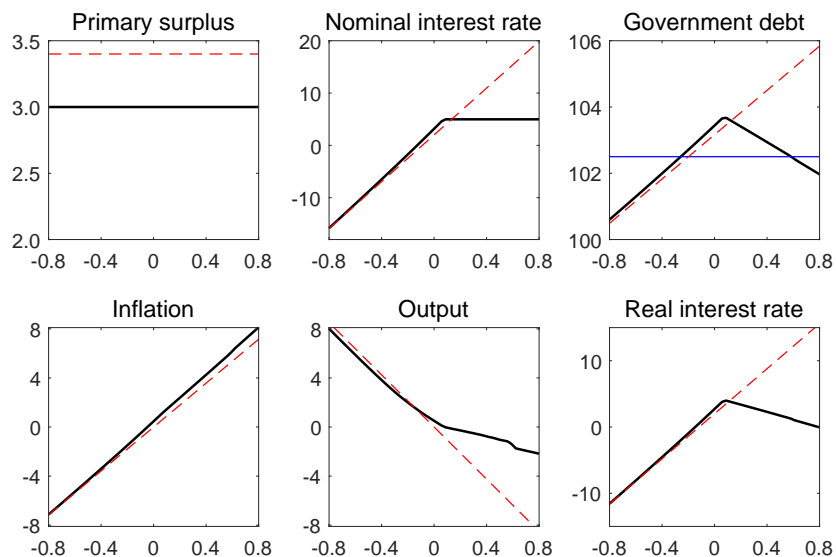 Primary surplus
3.5
3.0
2.5
2.0
-0.8 -0.4 0 0.4 0.8
Nominal interest rate
20
10
0
-10
-0.8 -0.4 0 0.4 0.8
Government debt
106
104
102
100
-0.8 -0.4 0 0.4 0.8
Inflation
8
4
0
-4
-8
-0.8 -0.4 0 0.4 0.8
Output
8
4
0
-4
-8
-0.8 -0.4 0 0.4 0.8
Real interest rate
10
0
-10
-0.8 -0.4 0 0.4 0.8